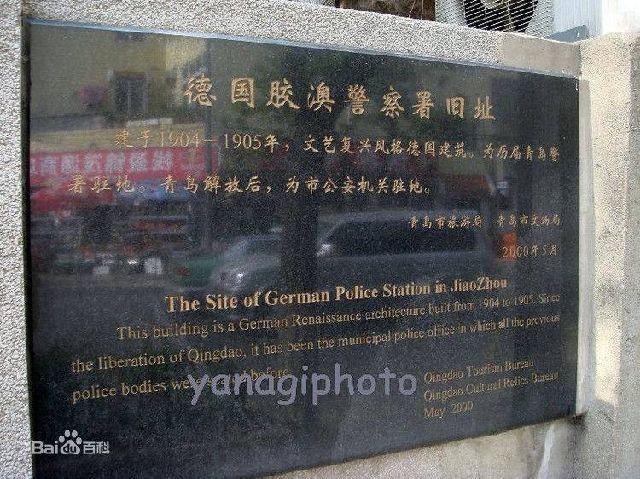 德国胶澳警察署旧址
建于1904-1905年，文艺复兴风格德国建筑。为历届青岛警
署驻地。青岛解放后，为市公安机关驻地。
青岛市旅游局 青岛市文物局
2000年5月
The Site of German Police Station in JiaoZhou
This building is a German Renaissance architecture built from 1904 to 1905. Since
the liberation of Qingdao, it has been the municipal police office in which all the previous
police bodies were before.
Qingdao Tourism Bureau
Qingdao Cultural Relics Bureau
May 2000
yanagiphoto
Bai百科